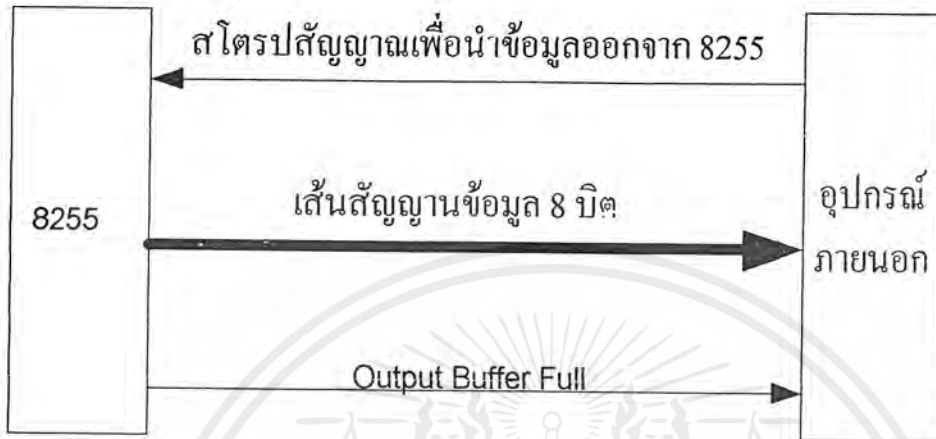 สโตรปสัญญาณเพื่อนำข้อมูลออกจาก 8255
8255
เส้นสัญญานข้อมูล 8 บิต
อุปกรณ์
ภายนอก
Output Buffer Full